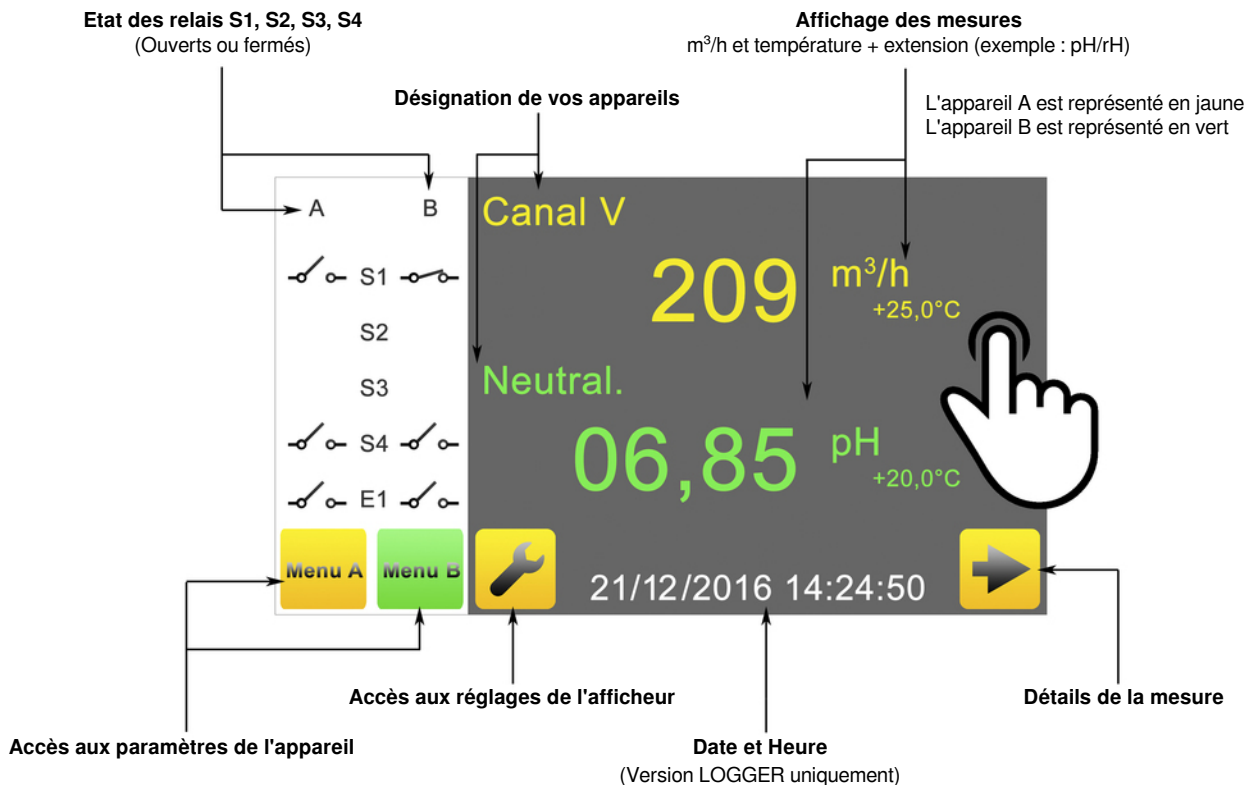 Etat des relais S1, S2, S3, S4
(Ouverts ou fermés)
Affichage des mesures
m³/h et température + extension (exemple : pH/rH)
Désignation de vos appareils
L'appareil A est représenté en jaune
L'appareil B est représenté en vert
A B
Canal V
209 m³/h
+25,0°C
S1
S2
S3
Neutral.
06,85 pH
+20,0°C
S4
E1
Menu A Menu B
21/12/2016 14:24:50
Accès aux réglages de l'afficheur
Détails de la mesure
Accès aux paramètres de l'appareil
Date et Heure
(Version LOGGER uniquement)